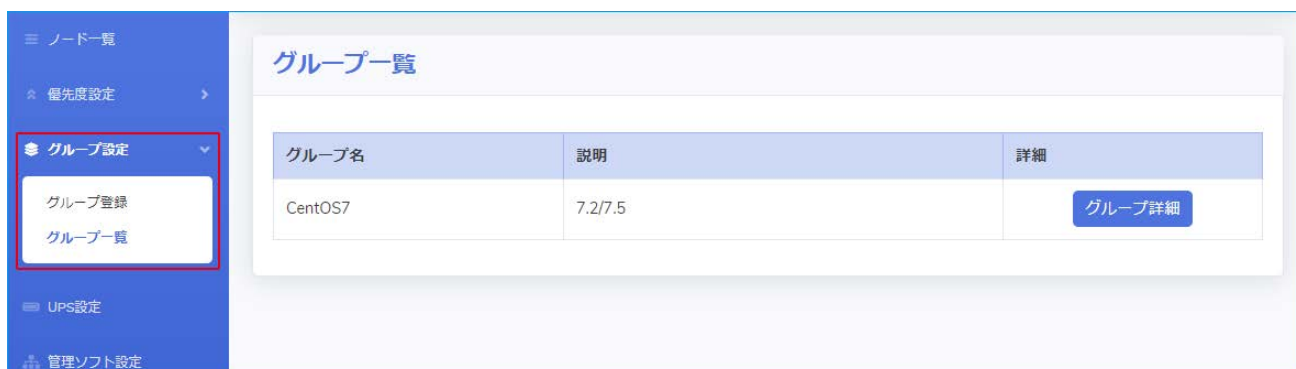 ノード一覧
優先度設定
グループ設定
グループ登録
グループ一覧
UPS設定
管理ソフト設定
グループ一覧
グループ名 説明 詳細
CentOS7 7.2/7.5 グループ詳細